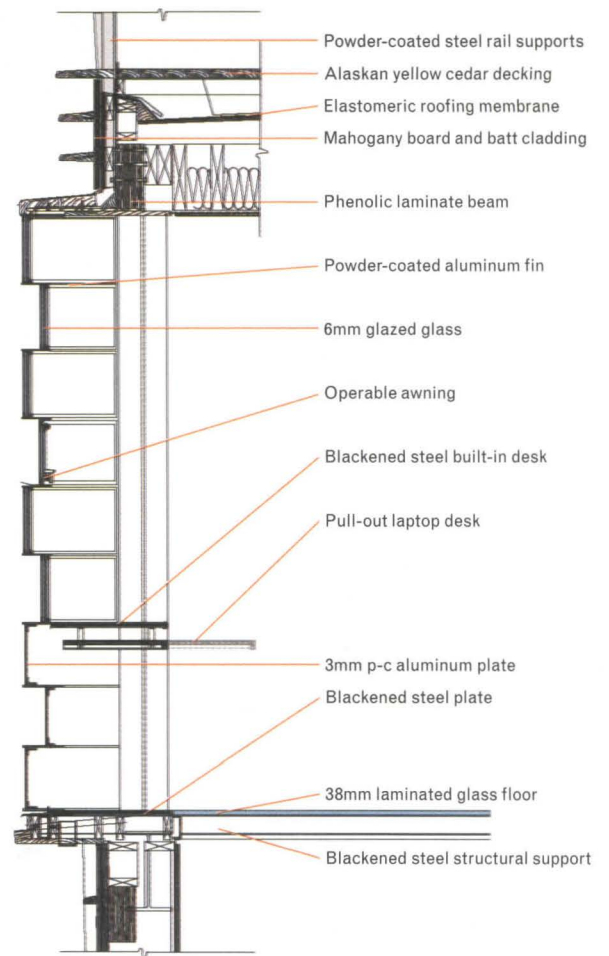 Powder-coated steel rail supports
Alaskan yellow cedar decking
Elastomeric roofing membrane
Mahogany board and batt cladding
Phenolic laminate beam
Powder-coated aluminum fin
6mm glazed glass
Operable awning
Blackened steel built-in desk
Pull-out laptop desk
3mm p-c aluminum plate
Blackened steel plate
38mm laminated glass floor
Blackened steel structural support